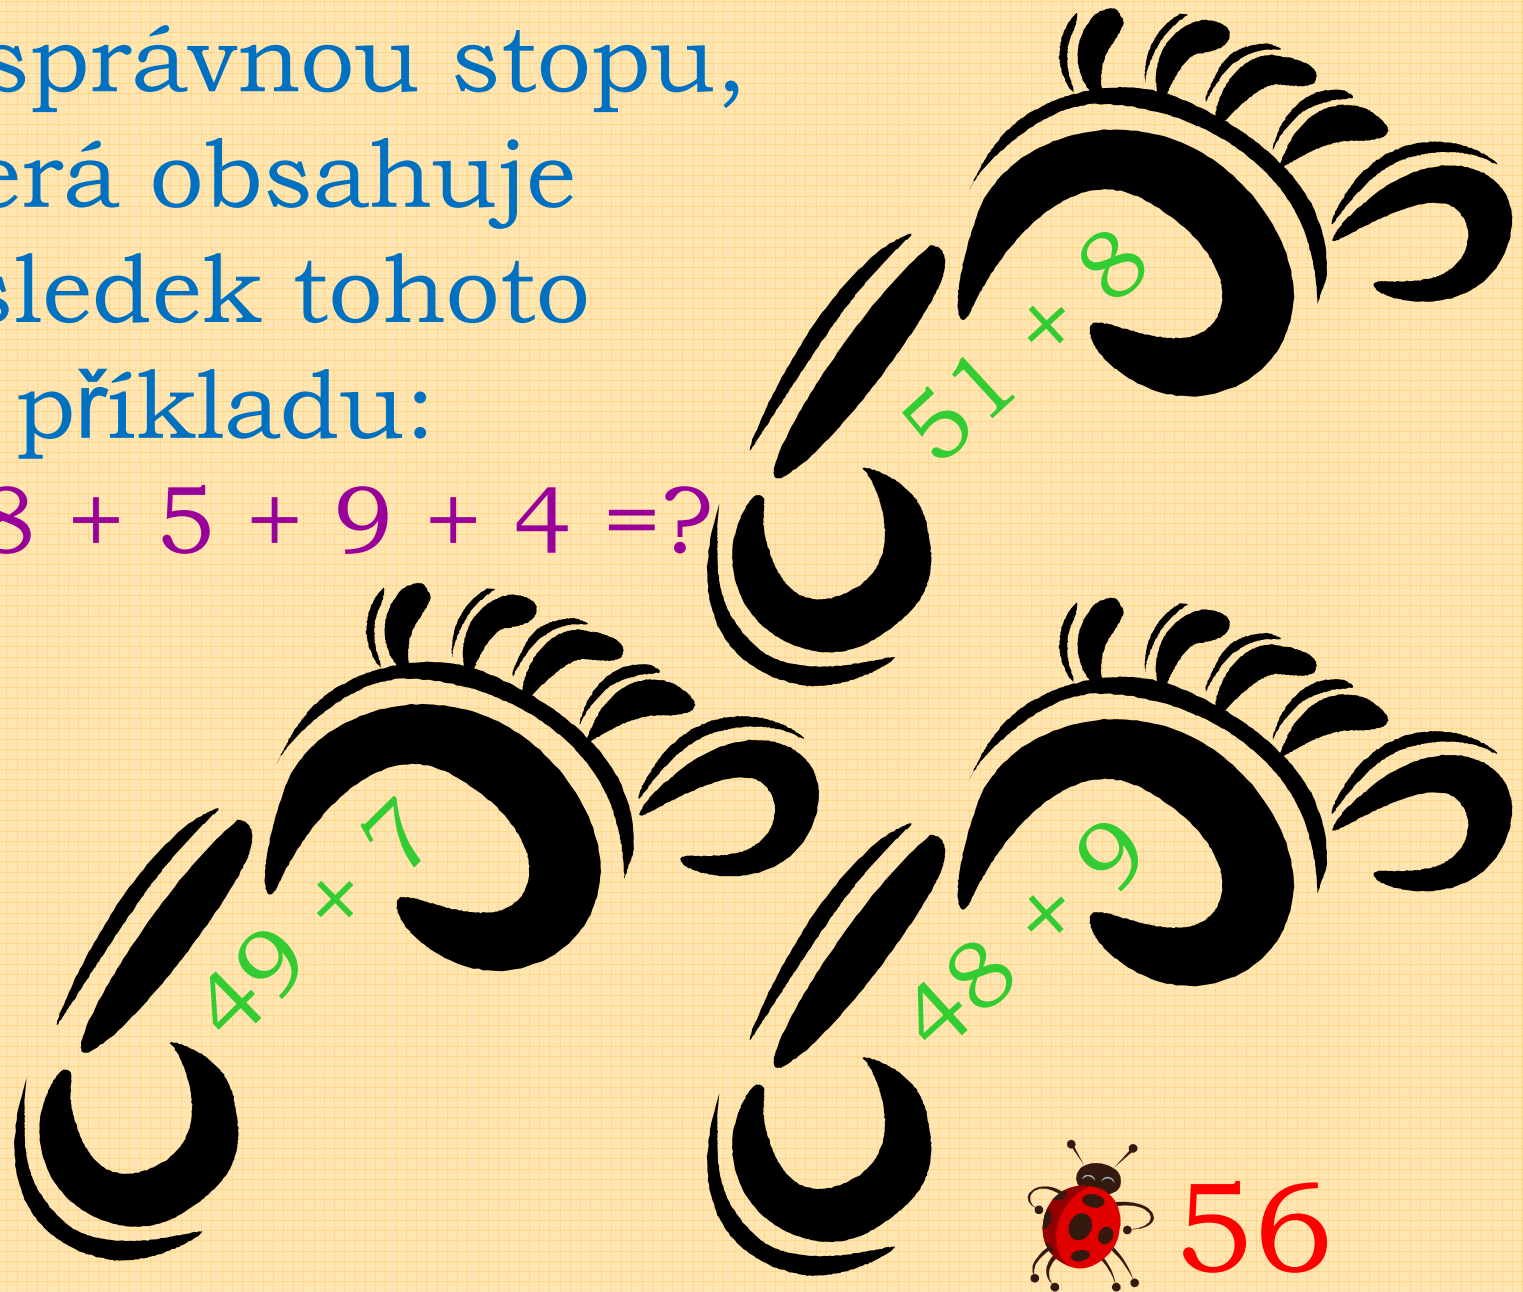 správnou stopu,
erá obsahuje
sledek tohoto
příkladu:
8 + 5 + 9 + 4 =?
51 × 8
49 × 7
48 × 9
56